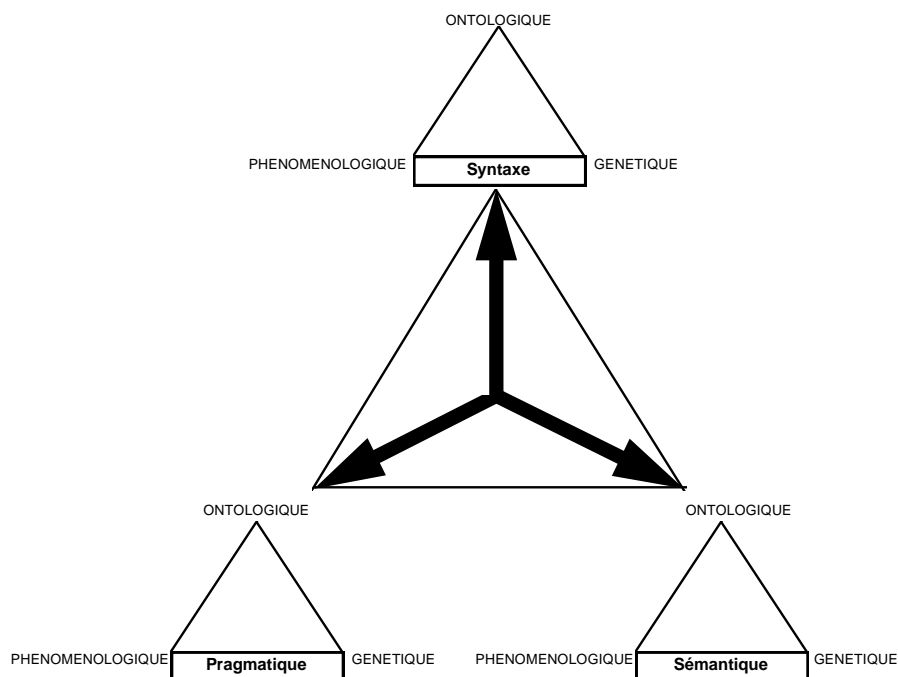 ONTOLOGIQUE
PHENOMENOLOGIQUE Syntaxe GENETIQUE
ONTOLOGIQUE ONTOLOGIQUE
PHENOMENOLOGIQUE Pragmatique GENETIQUE PHENOMENOLOGIQUE Sémantique GENETIQUE